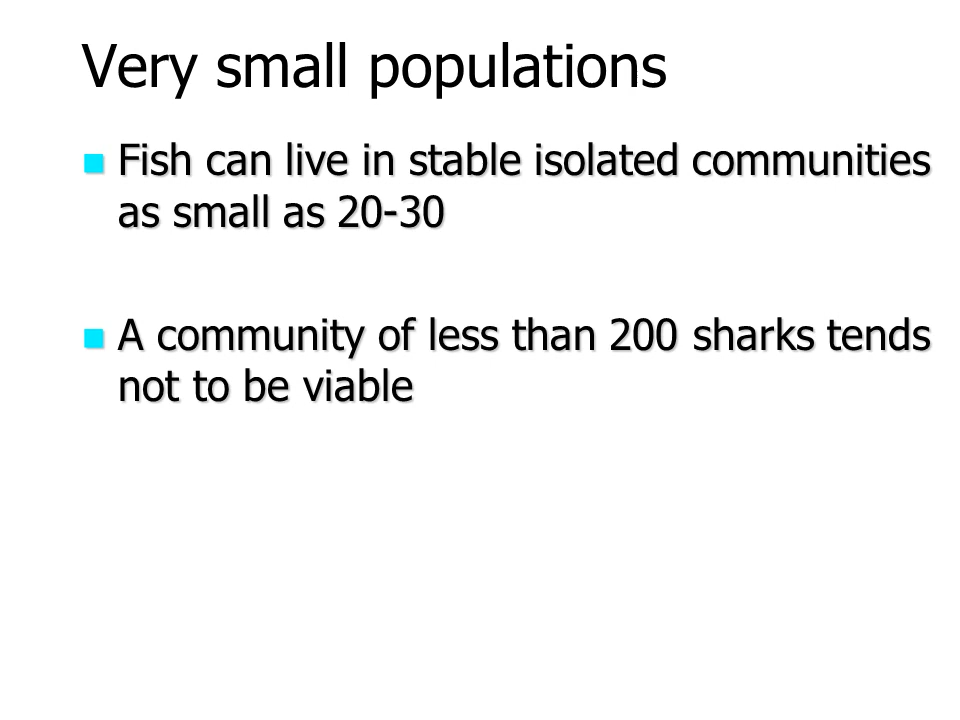 Very small populations
Fish can live in stable isolated communities
as small as 20-30
A community of less than 200 sharks tends
not to be viable